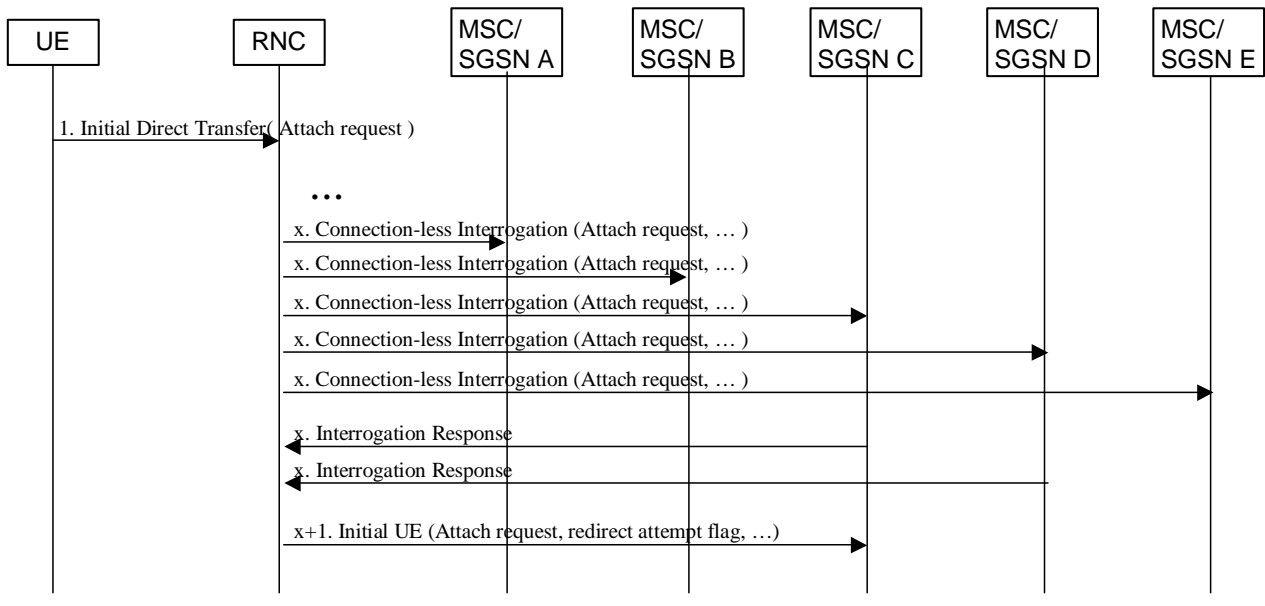 UE
RNC
MSC/
SGSN A
MSC/
SGSN B
MSC/
SGSN C
MSC/
SGSN D
MSC/
SGSN E
1. Initial Direct Transfer( Attach request )
…
x. Connection-less Interrogation (Attach request, … )
x. Connection-less Interrogation (Attach request, … )
x. Connection-less Interrogation (Attach request, … )
x. Connection-less Interrogation (Attach request, … )
x. Connection-less Interrogation (Attach request, … )
x. Interrogation Response
x. Interrogation Response
x+1. Initial UE (Attach request, redirect attempt flag, …)